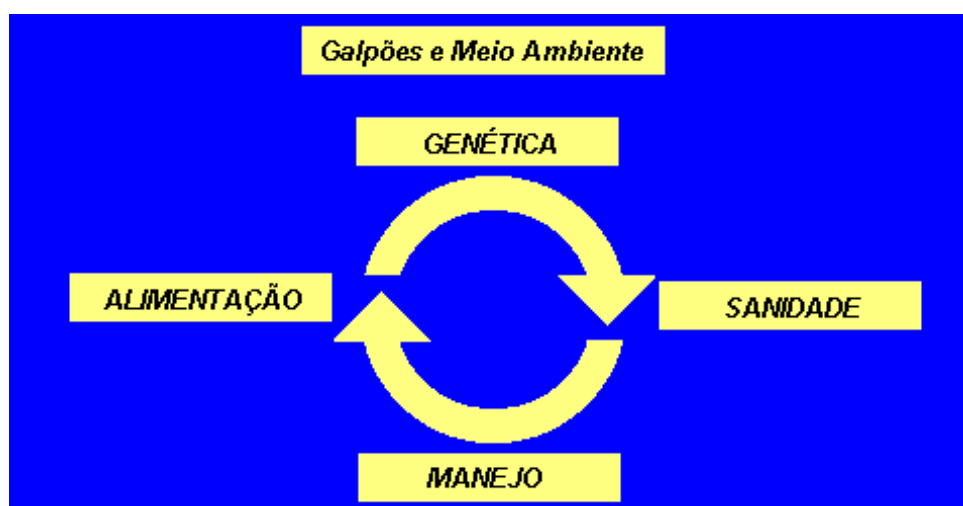 Galpões e Meio Ambiente
GENÉTICA
ALIMENTAÇÃO
SANIDADE
MANEJO